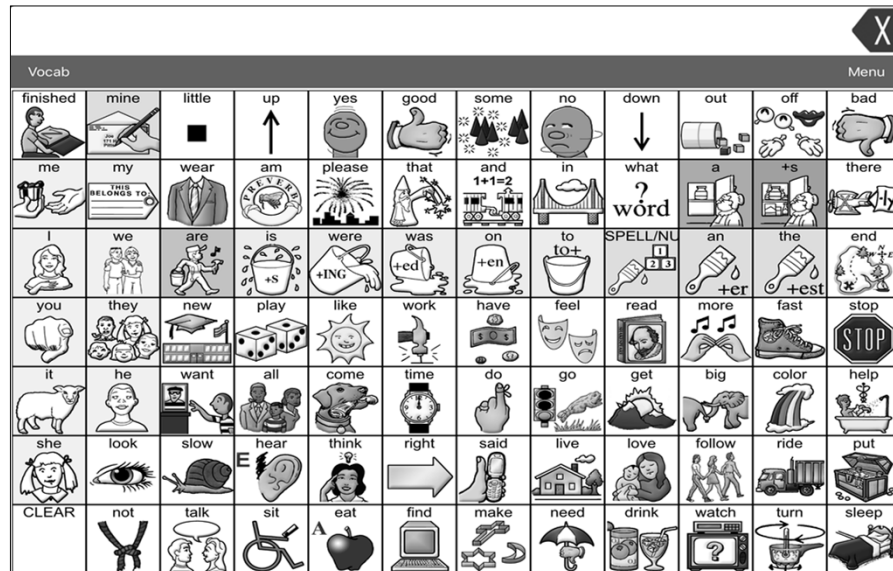 X
Vocab Menu
finished mine little up yes good some no down out off bad
me my wear am please that and in what a +s there
THIS BELONGS TO PREVERB 1+1=2 ? word
I we are is were was on to SPELL/NU an the end
+S +ING +ed +en to+ 1 2 3 +er +est
you they new play like work have feel read more fast stop
STOP
it he want all come time do go get big color help
she look slow hear think right said live love follow ride put
E
CLEAR not talk sit eat find make need drink watch turn sleep
A ?